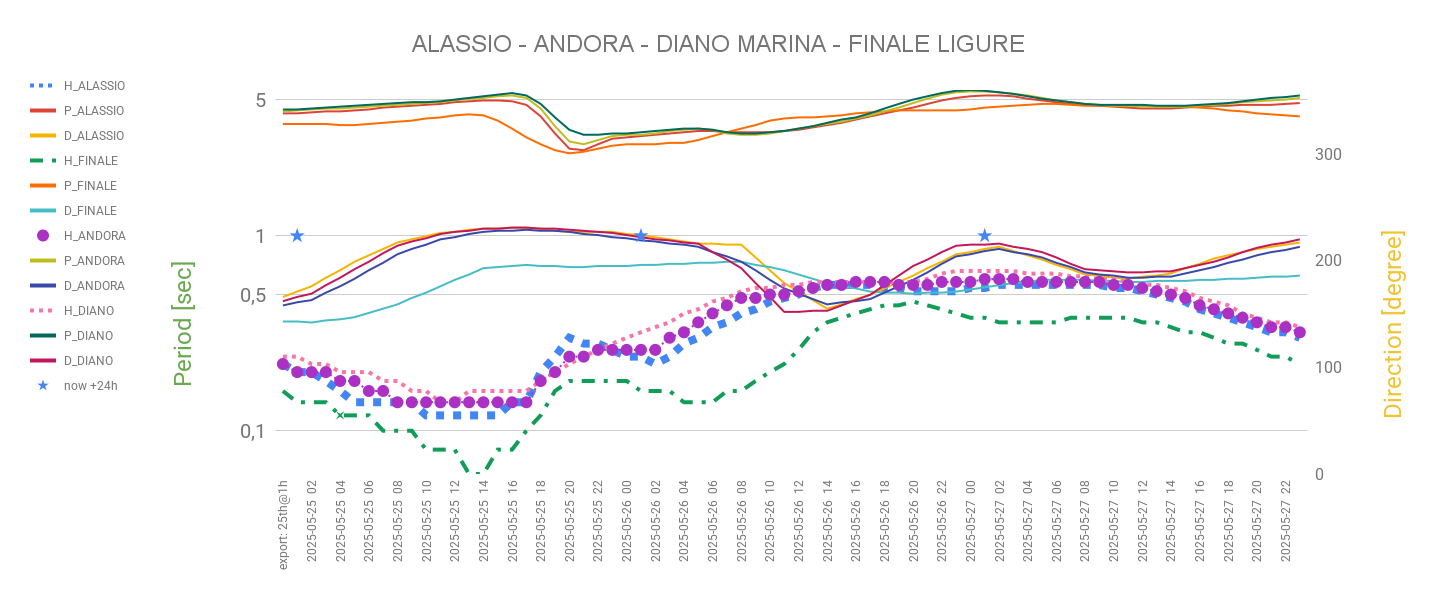 ALASSIO - ANDORA - DIANO MARINA - FINALE LIGURE
H_ALASSIO
P_ALASSIO
D_ALASSIO
H_FINALE
P_FINALE
D_FINALE
H_ANDORA
P_ANDORA
D_ANDORA
H_DIANO
P_DIANO
D_DIANO
now +24h
Period [sec]
5
1
0,5
0,1
300
200
100
0
Direction [degree]
export: 25th@1h
2025-05-25 02
2025-05-25 04
2025-05-25 06
2025-05-25 08
2025-05-25 10
2025-05-25 12
2025-05-25 14
2025-05-25 16
2025-05-25 18
2025-05-25 20
2025-05-25 22
2025-05-26 00
2025-05-26 02
2025-05-26 04
2025-05-26 06
2025-05-26 08
2025-05-26 10
2025-05-26 12
2025-05-26 14
2025-05-26 16
2025-05-26 18
2025-05-26 20
2025-05-26 22
2025-05-27 00
2025-05-27 02
2025-05-27 04
2025-05-27 06
2025-05-27 08
2025-05-27 10
2025-05-27 12
2025-05-27 14
2025-05-27 16
2025-05-27 18
2025-05-27 20
2025-05-27 22